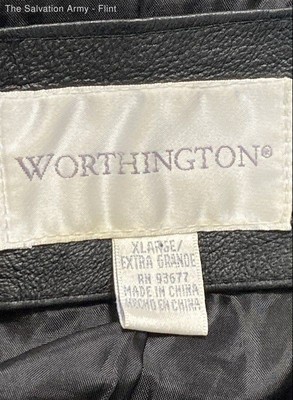 The Salvation Army - Flint
WORTHINGTON®
XLARGE/
EXTRA GRANDE
RN 93677
MADE IN CHINA
HECHO EN CHINA